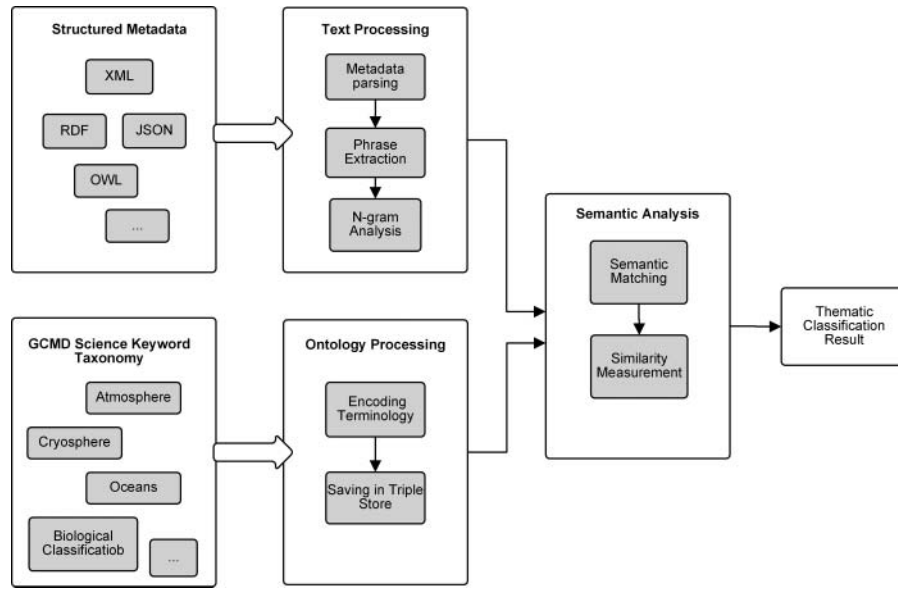 Structured Metadata
XML
RDF
JSON
OWL
...
Text Processing
Metadata
parsing
Phrase
Extraction
N-gram
Analysis
GCMD Science Keyword
Taxonomy
Atmosphere
Cryosphere
Oceans
Biological
Classificatiob
...
Ontology Processing
Encoding
Terminology
Saving in Triple
Store
Semantic Analysis
Semantic
Matching
Similarity
Measurement
Thematic
Classification
Result